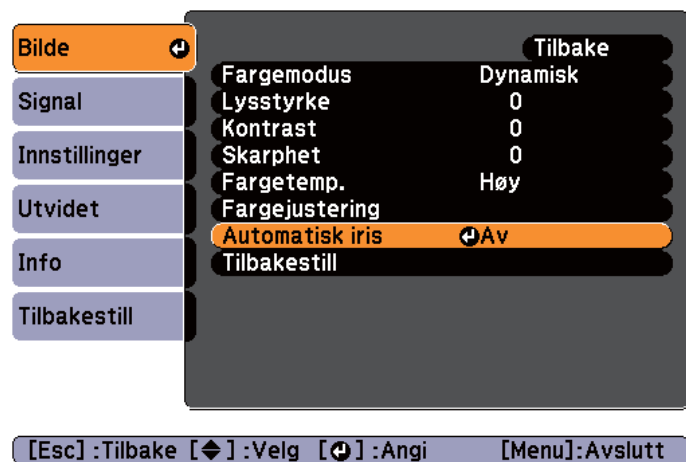 Bilde
Signal
Innstillinger
Utvidet
Info
Tilbakestill
Tilbake
Fargemodus Dynamisk
Lysstyrke 0
Kontrast 0
Skarphet 0
Fargetemp. Høy
Fargejustering
Automatisk iris Av
Tilbakestill
[Esc] :Tilbake [◆] :Velg [↵] :Angi [Menu]:Avslutt